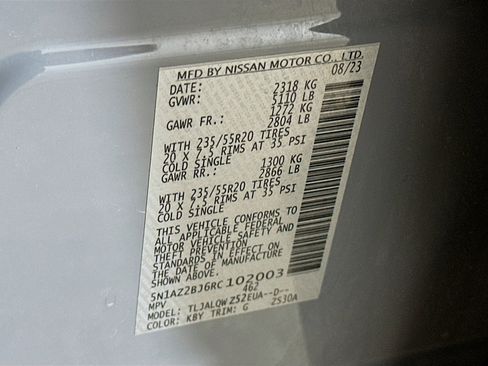 MFD BY NISSAN MOTOR CO., LTD.
DATE: 08/23
GVWR: 2318 KG
5110 LB
GAWR FR.: 1272 KG
2804 LB
WITH 235/55R20 TIRES
20 X 7.5 RIMS AT 35 PSI
COLD SINGLE
GAWR RR.: 1300 KG
2866 LB
WITH 235/55R20 TIRES
20 X 7.5 RIMS AT 35 PSI
COLD SINGLE
THIS VEHICLE CONFORMS TO
ALL APPLICABLE FEDERAL
MOTOR VEHICLE SAFETY AND
THEFT PREVENTION
STANDARDS IN EFFECT ON
THE DATE OF MANUFACTURE
SHOWN ABOVE.
5N1AZ2BJ6RC102003
MPV 462
MODEL: TLJALQWZS2EUA--D--
COLOR: KBY TRIM: G ZS30A